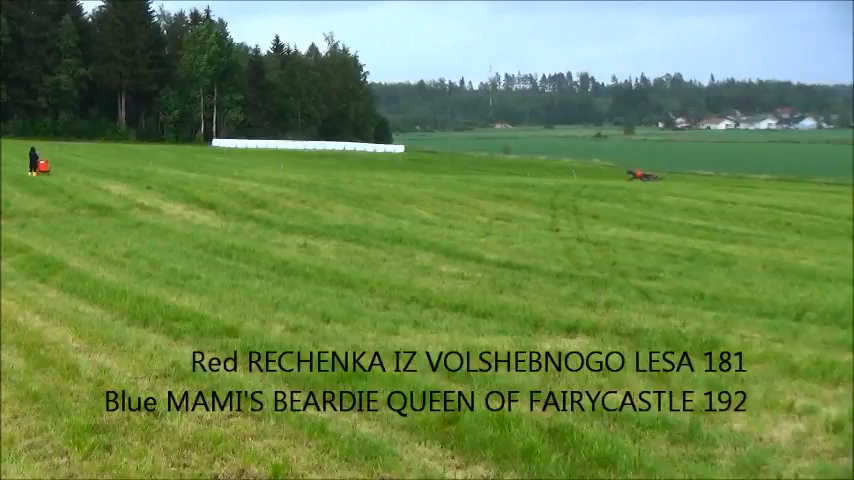 Red RECHENKA IZ VOLSHEBNOGO LESA 181
Blue MAMI'S BEARDIE QUEEN OF FAIRYCASTLE 192